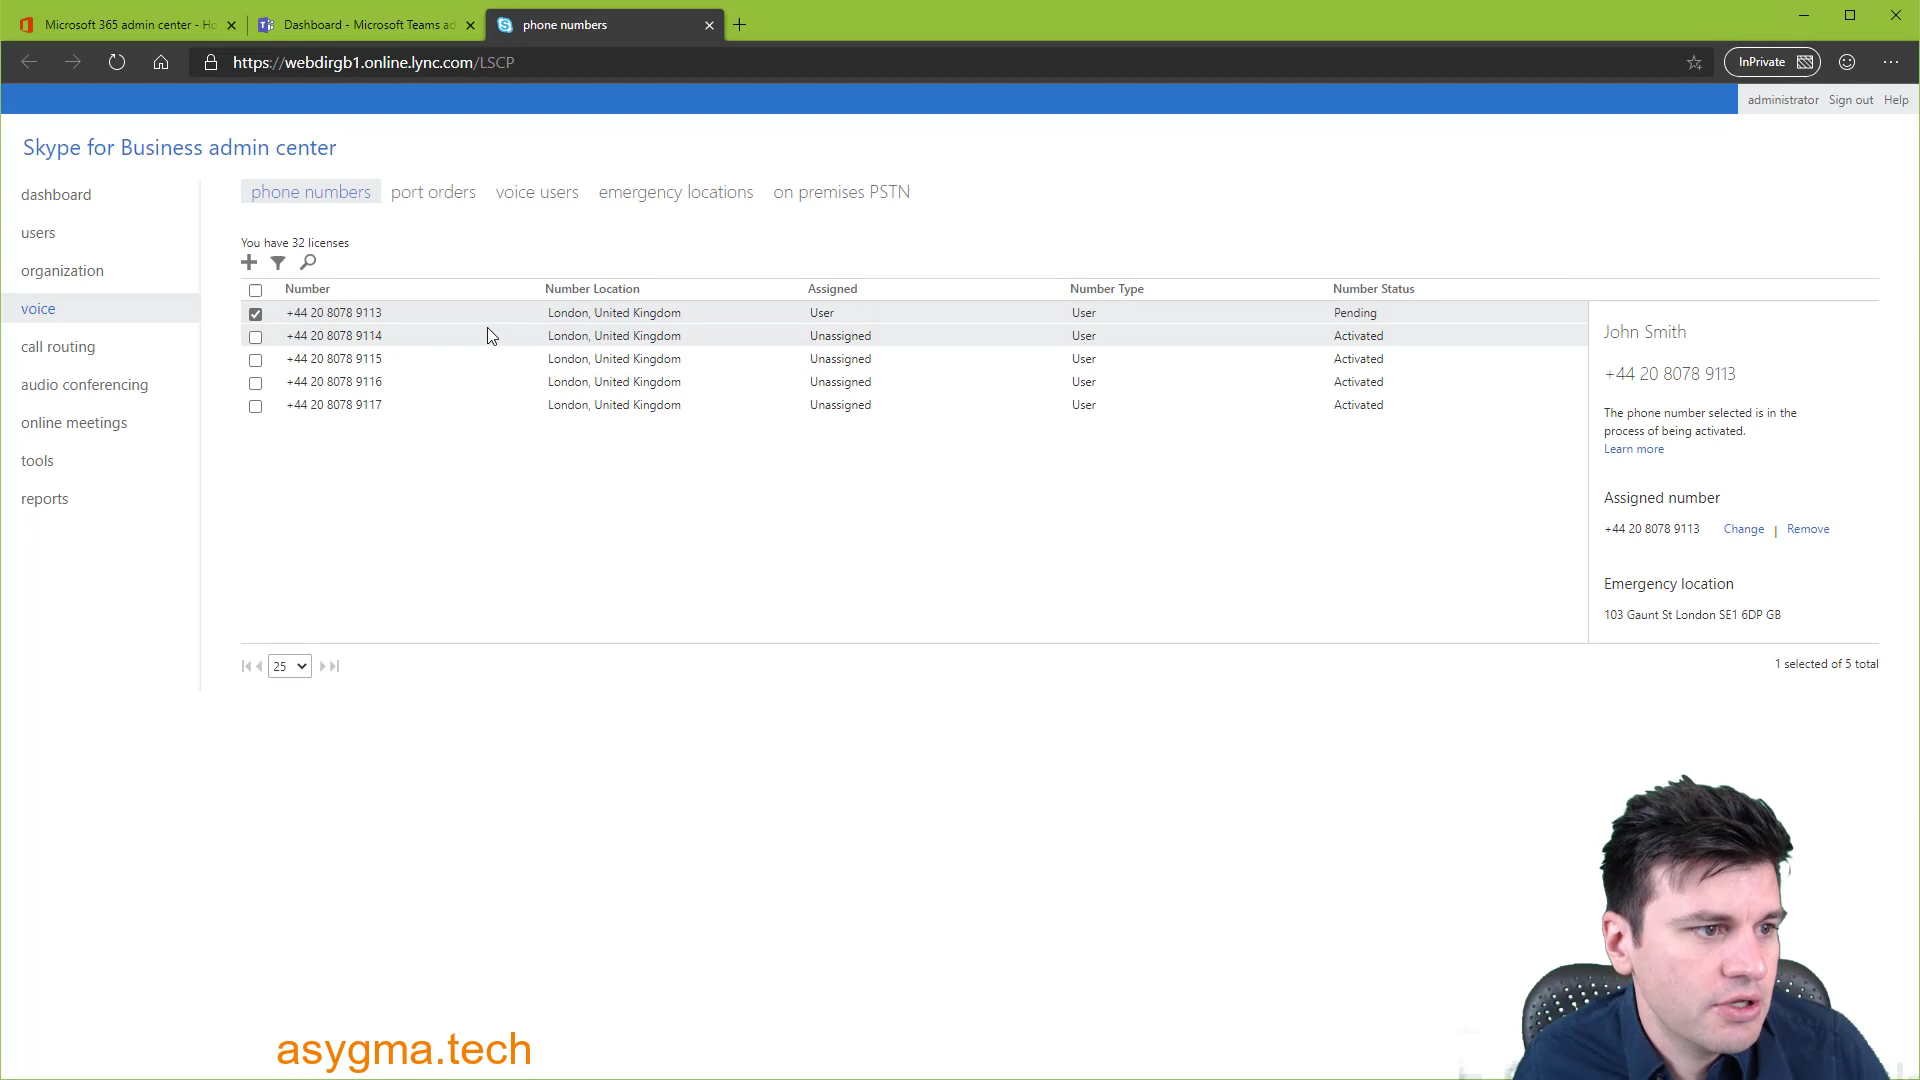 Microsoft 365 admin center - Ho
Dashboard - Microsoft Teams ad
phone numbers
https://webdirgb1.online.lync.com/LSCP
InPrivate
administrator Sign out Help
Skype for Business admin center
dashboard
users
organization
voice
call routing
audio conferencing
online meetings
tools
reports
phone numbers port orders voice users emergency locations on premises PSTN
You have 32 licenses
Number Number Location Assigned Number Type Number Status
+44 20 8078 9113 London, United Kingdom User User Pending
+44 20 8078 9114 London, United Kingdom Unassigned User Activated
+44 20 8078 9115 London, United Kingdom Unassigned User Activated
+44 20 8078 9116 London, United Kingdom Unassigned User Activated
+44 20 8078 9117 London, United Kingdom Unassigned User Activated
John Smith
+44 20 8078 9113
The phone number selected is in the
process of being activated.
Learn more
Assigned number
+44 20 8078 9113 Change | Remove
Emergency location
103 Gaunt St London SE1 6DP GB
25
1 selected of 5 total
asygma.tech